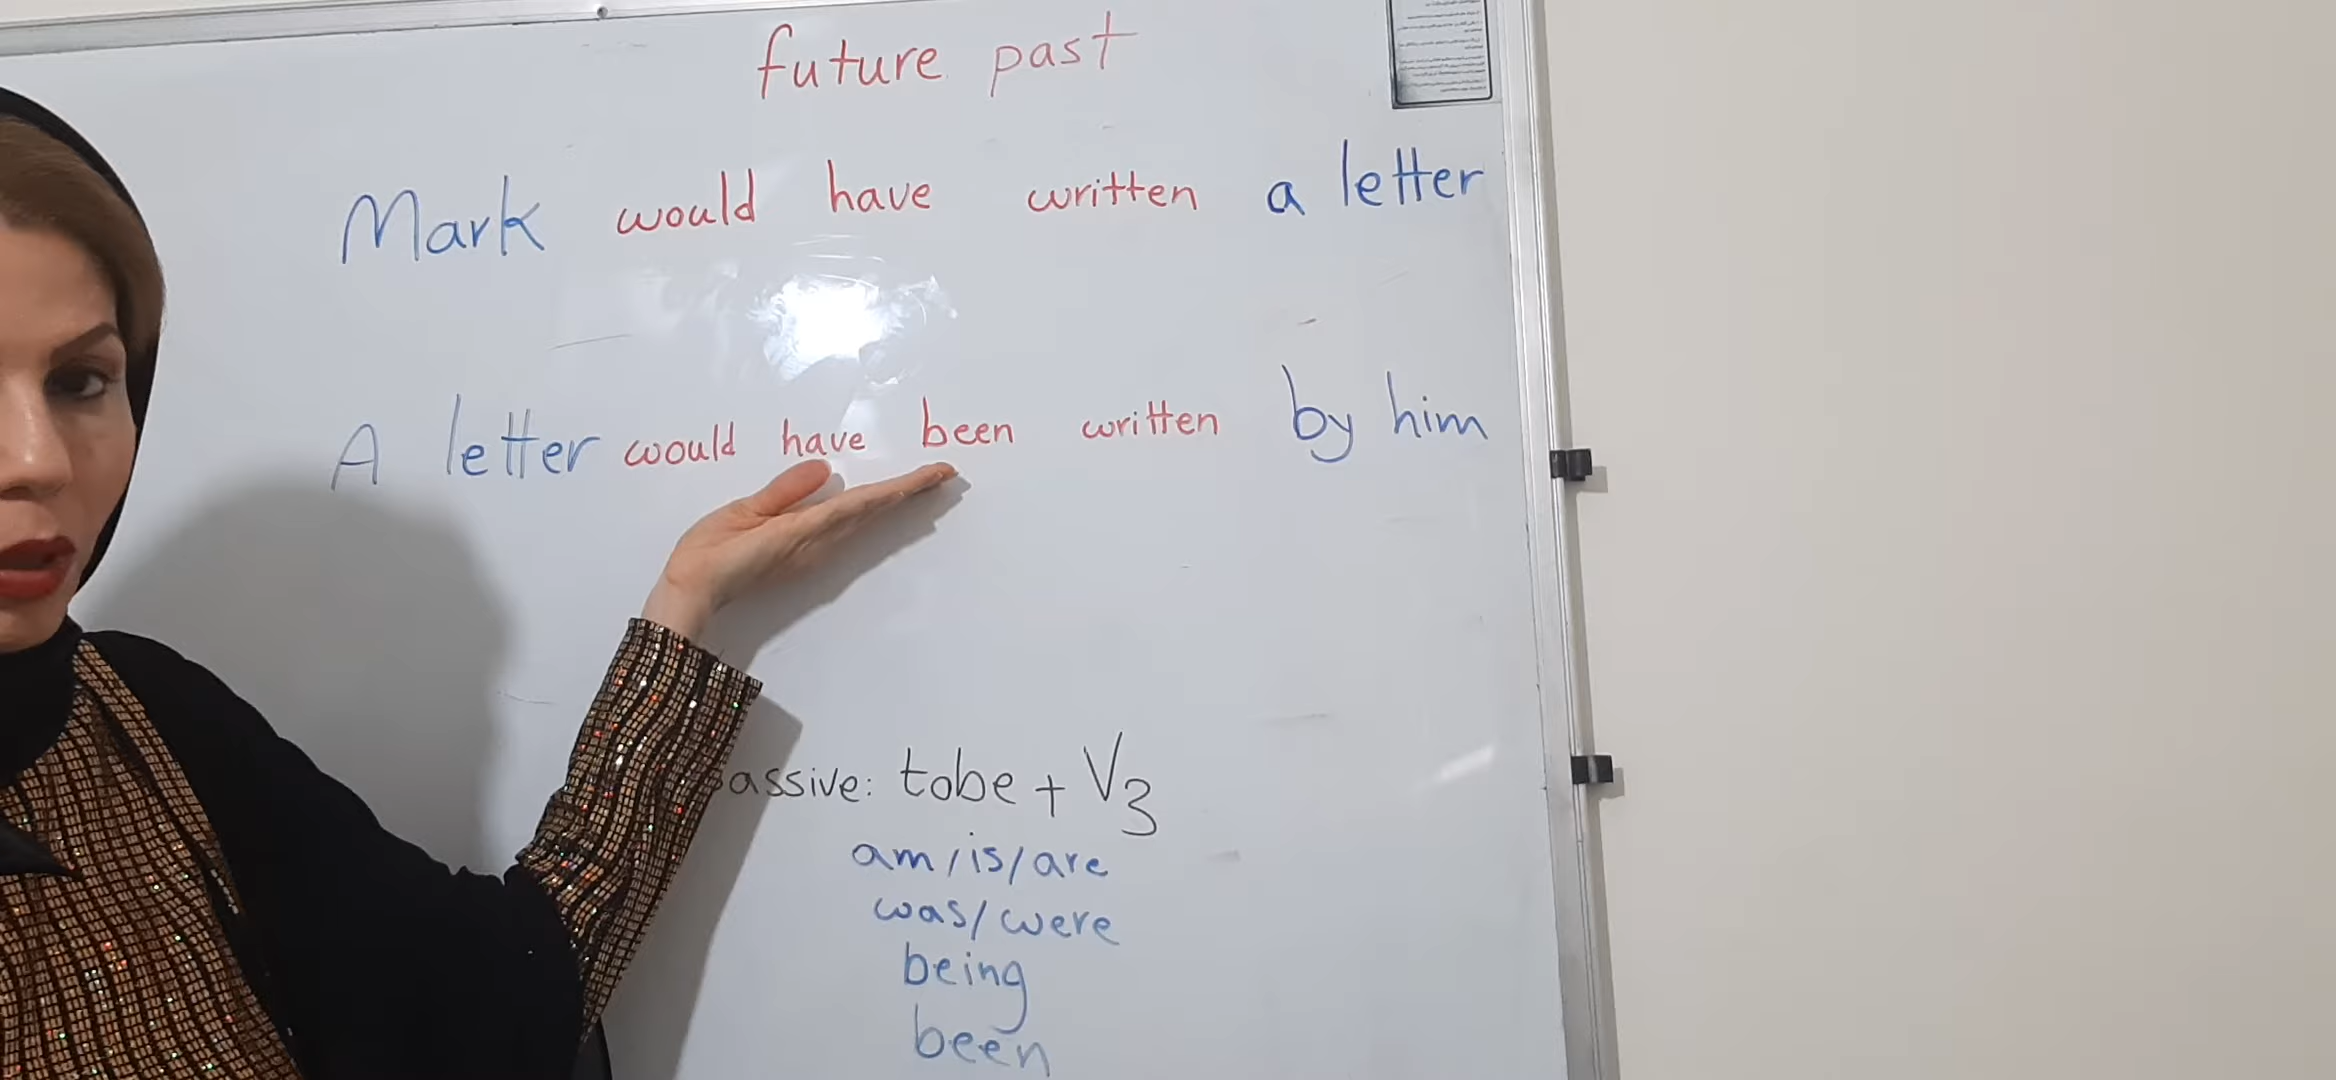 future past
Mark would have written a letter
A letter would have been written by him
passive: tobe + V3
am/is/are
was/were
being
been